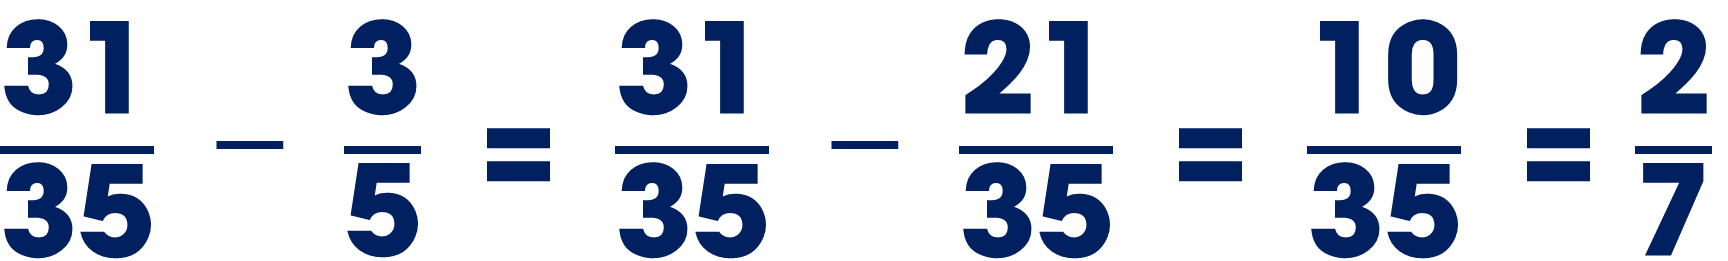 31/35 − 3/5 = 31/35 − 21/35 = 10/35 = 2/7